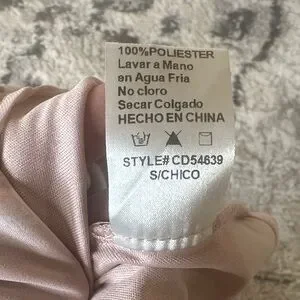 100%POLIESTER
Lavar a Mano
en Agua Fria
No cloro
Secar Colgado
HECHO EN CHINA
STYLE# CD54639
S/CHICO